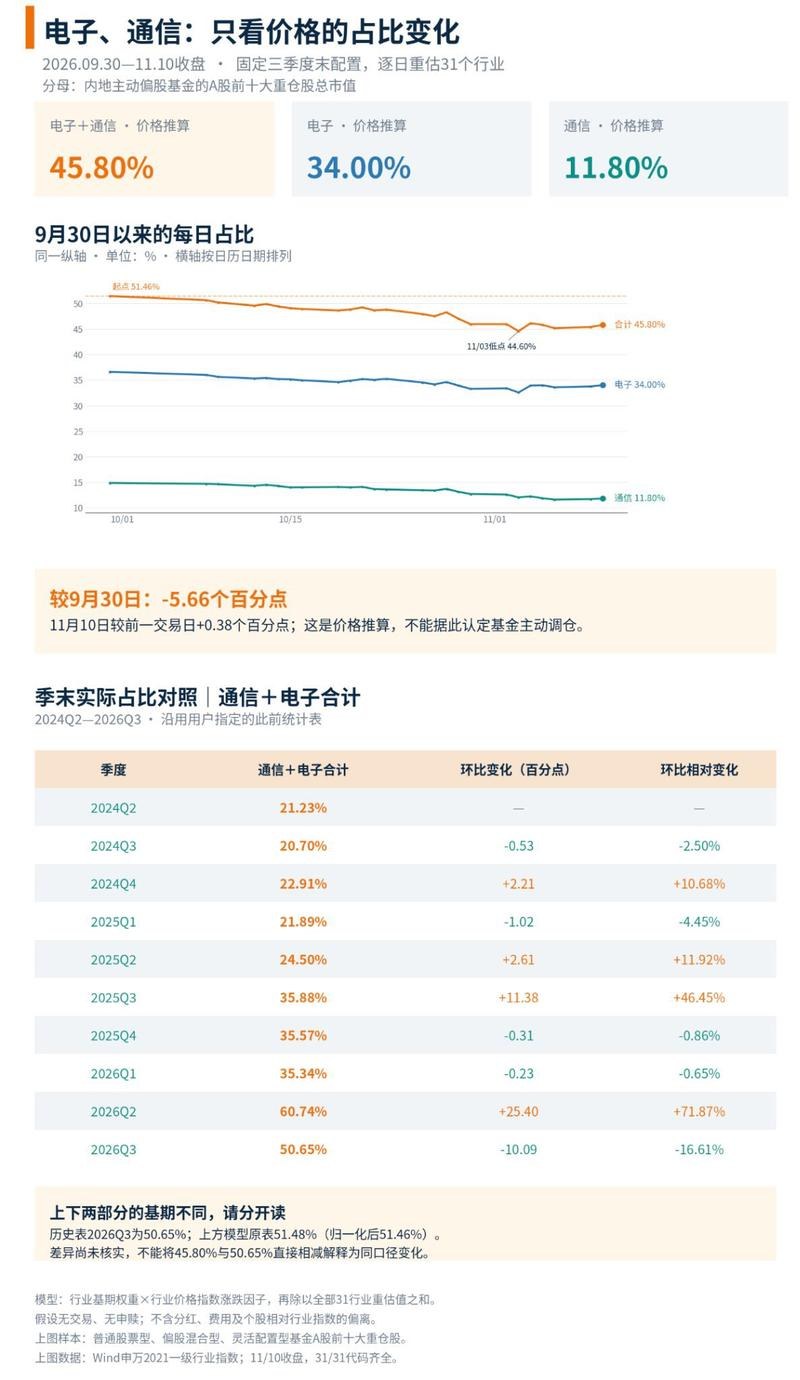 电子、通信：只看价格的占比变化
2026.09.30—11.10收盘 · 固定三季度末配置，逐日重估31个行业
分母：内地主动偏股基金的A股前十大重仓股总市值
电子＋通信 · 价格推算
电子 · 价格推算
通信 · 价格推算
45.80%
34.00%
11.80%
9月30日以来的每日占比
同一纵轴 · 单位：% · 横轴按日历日期排列
起点 51.46%
50
45
合计 45.80%
11/03低点 44.60%
40
35
电子 34.00%
30
25
20
15
通信 11.80%
10
10/01
10/15
11/01
较9月30日：-5.66个百分点
11月10日较前一交易日+0.38个百分点；这是价格推算，不能据此认定基金主动调仓。
季末实际占比对照｜通信＋电子合计
2024Q2—2026Q3 · 沿用用户指定的此前统计表
季度 通信＋电子合计 环比变化（百分点） 环比相对变化
2024Q2 21.23% — —
2024Q3 20.70% -0.53 -2.50%
2024Q4 22.91% +2.21 +10.68%
2025Q1 21.89% -1.02 -4.45%
2025Q2 24.50% +2.61 +11.92%
2025Q3 35.88% +11.38 +46.45%
2025Q4 35.57% -0.31 -0.86%
2026Q1 35.34% -0.23 -0.65%
2026Q2 60.74% +25.40 +71.87%
2026Q3 50.65% -10.09 -16.61%
上下两部分的基期不同，请分开读
历史表2026Q3为50.65%；上方模型原表51.48%（归一化后51.46%）。
差异尚未核实，不能将45.80%与50.65%直接相减解释为同口径变化。
模型：行业基期权重×行业价格指数涨跌因子，再除以全部31行业重估值之和。
假设无交易、无申赎；不含分红、费用及个股相对行业指数的偏离。
上图样本：普通股票型、偏股混合型、灵活配置型基金A股前十大重仓股。
上图数据：Wind申万2021一级行业指数；11/10收盘，31/31代码齐全。